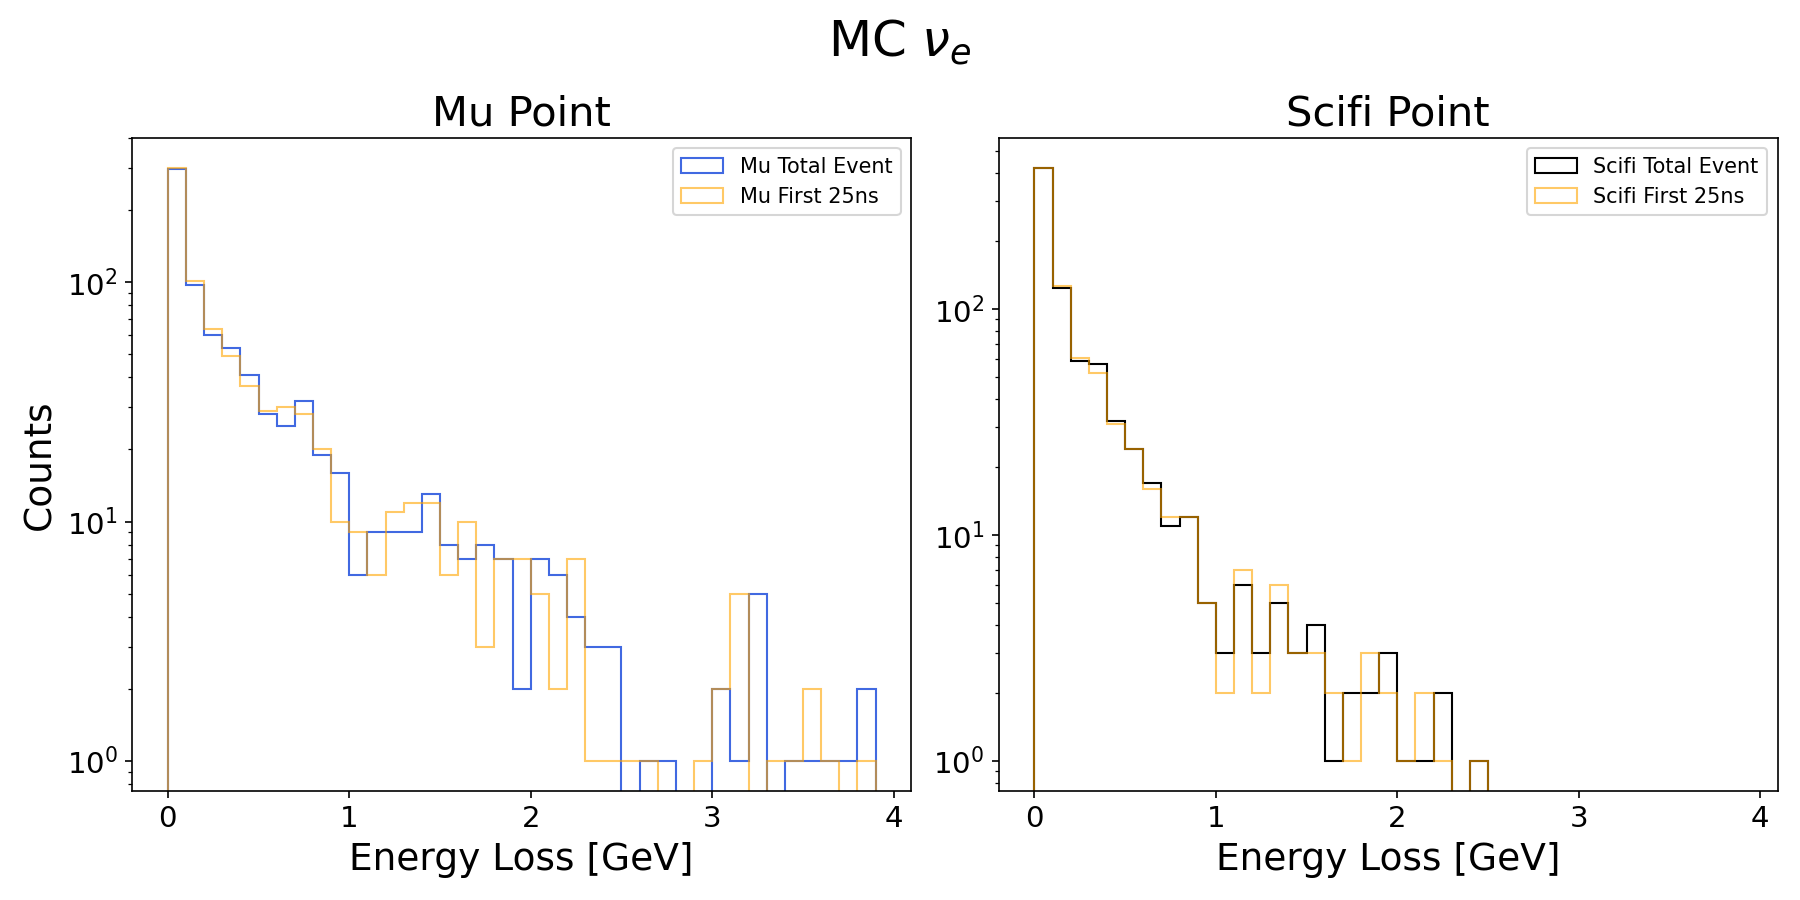 MC νₑ
Mu Point
Mu Total Event
Mu First 25ns
Counts
10²
10¹
10⁰
0 1 2 3 4
Energy Loss [GeV]
Scifi Point
Scifi Total Event
Scifi First 25ns
10²
10¹
10⁰
0 1 2 3 4
Energy Loss [GeV]